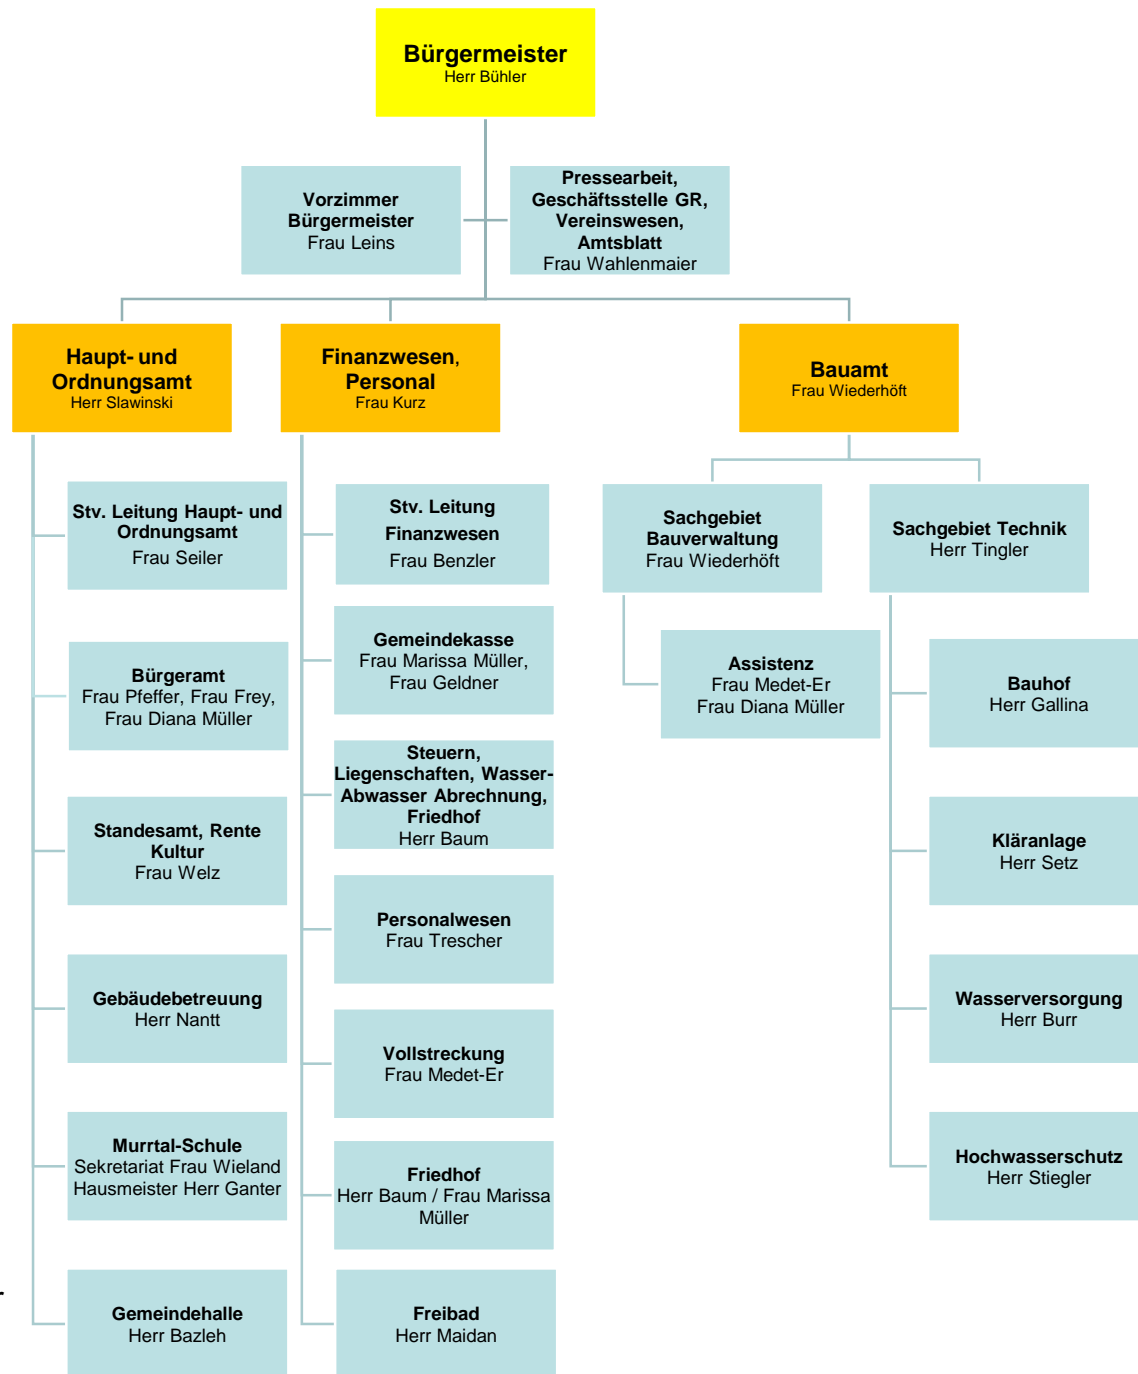 Bürgermeister
Herr Bühler
Vorzimmer
Bürgermeister
Frau Leins
Pressearbeit,
Geschäftsstelle GR,
Vereinswesen,
Amtsblatt
Frau Wahlenmaier
Haupt- und
Ordnungsamt
Herr Slawinski
Finanzwesen,
Personal
Frau Kurz
Bauamt
Frau Wiederhöft
Stv. Leitung Haupt- und
Ordnungsamt
Frau Seiler
Bürgeramt
Frau Pfeffer, Frau Frey,
Frau Diana Müller
Standesamt, Rente
Kultur
Frau Welz
Gebäudebetreuung
Herr Nantt
Murrtal-Schule
Sekretariat Frau Wieland
Hausmeister Herr Ganter
Gemeindehalle
Herr Bazleh
Stv. Leitung
Finanzwesen
Frau Benzler
Gemeindekasse
Frau Marissa Müller,
Frau Geldner
Steuern,
Liegenschaften, Wasser-
Abwasser Abrechnung,
Friedhof
Herr Baum
Personalwesen
Frau Trescher
Vollstreckung
Frau Medet-Er
Friedhof
Herr Baum / Frau Marissa
Müller
Freibad
Herr Maidan
Sachgebiet
Bauverwaltung
Frau Wiederhöft
Assistenz
Frau Medet-Er
Frau Diana Müller
Sachgebiet Technik
Herr Tingler
Bauhof
Herr Gallina
Kläranlage
Herr Setz
Wasserversorgung
Herr Burr
Hochwasserschutz
Herr Stiegler